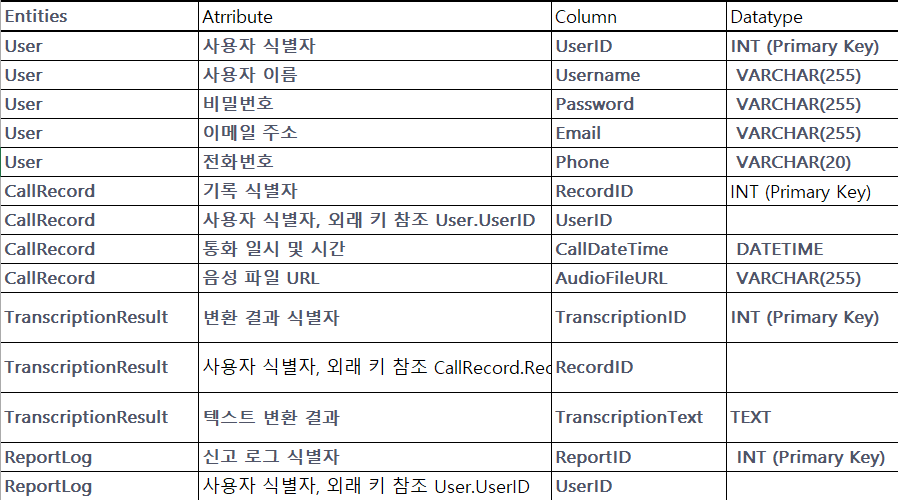 Entities Atrribute Column Datatype
User 사용자 식별자 UserID INT (Primary Key)
User 사용자 이름 Username VARCHAR(255)
User 비밀번호 Password VARCHAR(255)
User 이메일 주소 Email VARCHAR(255)
User 전화번호 Phone VARCHAR(20)
CallRecord 기록 식별자 RecordID INT (Primary Key)
CallRecord 사용자 식별자, 외래 키 참조 User.UserID UserID
CallRecord 통화 일시 및 시간 CallDateTime DATETIME
CallRecord 음성 파일 URL AudioFileURL VARCHAR(255)
TranscriptionResult 변환 결과 식별자 TranscriptionID INT (Primary Key)
TranscriptionResult 사용자 식별자, 외래 키 참조 CallRecord.Rec RecordID
TranscriptionResult 텍스트 변환 결과 TranscriptionText TEXT
ReportLog 신고 로그 식별자 ReportID INT (Primary Key)
ReportLog 사용자 식별자, 외래 키 참조 User.UserID UserID